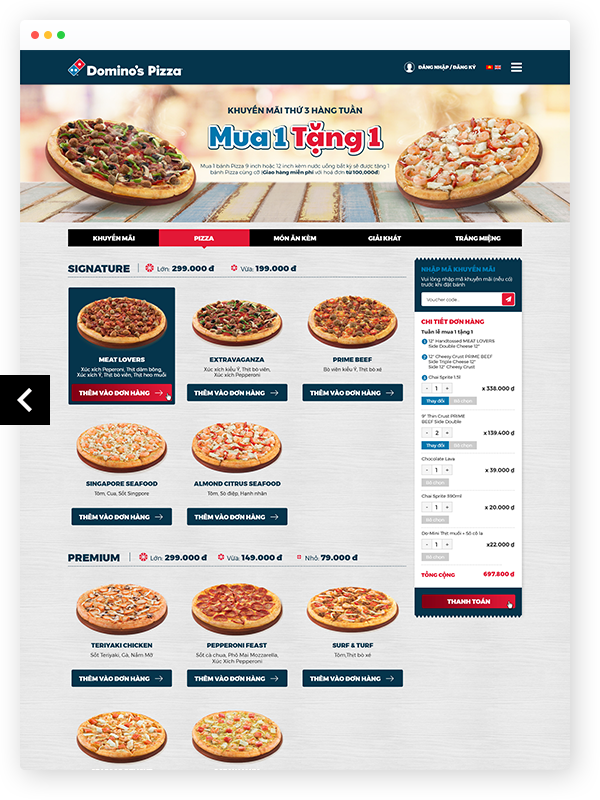 Domino's Pizza
ĐĂNG NHẬP / ĐĂNG KÝ
KHUYẾN MÃI THỨ 3 HÀNG TUẦN
Mua 1 Tặng 1
Mua 1 bánh Pizza 9 inch hoặc 12 inch kèm nước uống bất kỳ sẽ được tặng 1
bánh Pizza cùng cỡ (Giao hàng miễn phí với hoá đơn từ 100,000đ)
KHUYẾN MÃI
PIZZA
MÓN ĂN KÈM
GIẢI KHÁT
TRÁNG MIỆNG
SIGNATURE
Lớn: 299.000 đ
Vừa: 199.000 đ
MEAT LOVERS
Xúc xích Peperoni, Thịt dăm bông,
Xúc xích Ý, Thịt bò viên, Thịt heo muối
THÊM VÀO ĐƠN HÀNG
EXTRAVAGANZA
Xúc xích kiểu Ý, Thịt bò viên,
Xúc xích Pepperoni
THÊM VÀO ĐƠN HÀNG
PRIME BEEF
Bò viên kiểu Ý, Thịt bò xé
THÊM VÀO ĐƠN HÀNG
SINGAPORE SEAFOOD
Tôm, Cua, Sốt Singpore
THÊM VÀO ĐƠN HÀNG
ALMOND CITRUS SEAFOOD
Tôm, Sò điệp, Hạnh nhân
THÊM VÀO ĐƠN HÀNG
PREMIUM
Lớn: 299.000 đ
Vừa: 149.000 đ
Nhỏ: 79.000 đ
TERIYAKI CHICKEN
Sốt Teriyaki, Gà, Nấm Mỡ
THÊM VÀO ĐƠN HÀNG
PEPPERONI FEAST
Sốt cà chua, Phô Mai Mozzarella,
Xúc Xích Pepperoni
THÊM VÀO ĐƠN HÀNG
SURF & TURF
Tôm,Thịt bò xé
THÊM VÀO ĐƠN HÀNG
NHẬP MÃ KHUYẾN MÃI
Vui lòng nhập mã khuyến mãi (nếu có)
trước khi đặt bánh
Voucher code...
CHI TIẾT ĐƠN HÀNG
Tuần lễ mua 1 tặng 1
12" Handtossed MEAT LOVERS
Side Double Cheese 12"
12" Cheesy Crust PRIME BEEF
Side Triple Cheese 12"
Side 12" Cheesy Crust
Chai Sprite 1.5l
- 1 +
x 338.000 ₫
Thay đổi
Bỏ chọn
9" Thin Crust PRIME
BEEF Side Double
- 2 +
x 139.400 ₫
Thay đổi
Bỏ chọn
Chocolate Lava
- 1 +
x 39.000 ₫
Bỏ chọn
Chai Sprite 390ml
- 1 +
x 20.000 ₫
Bỏ chọn
Do-Mini Thịt muối + Sô cô la
- 1 +
x22.000 ₫
Bỏ chọn
TỔNG CỘNG
697.800 ₫
THANH TOÁN